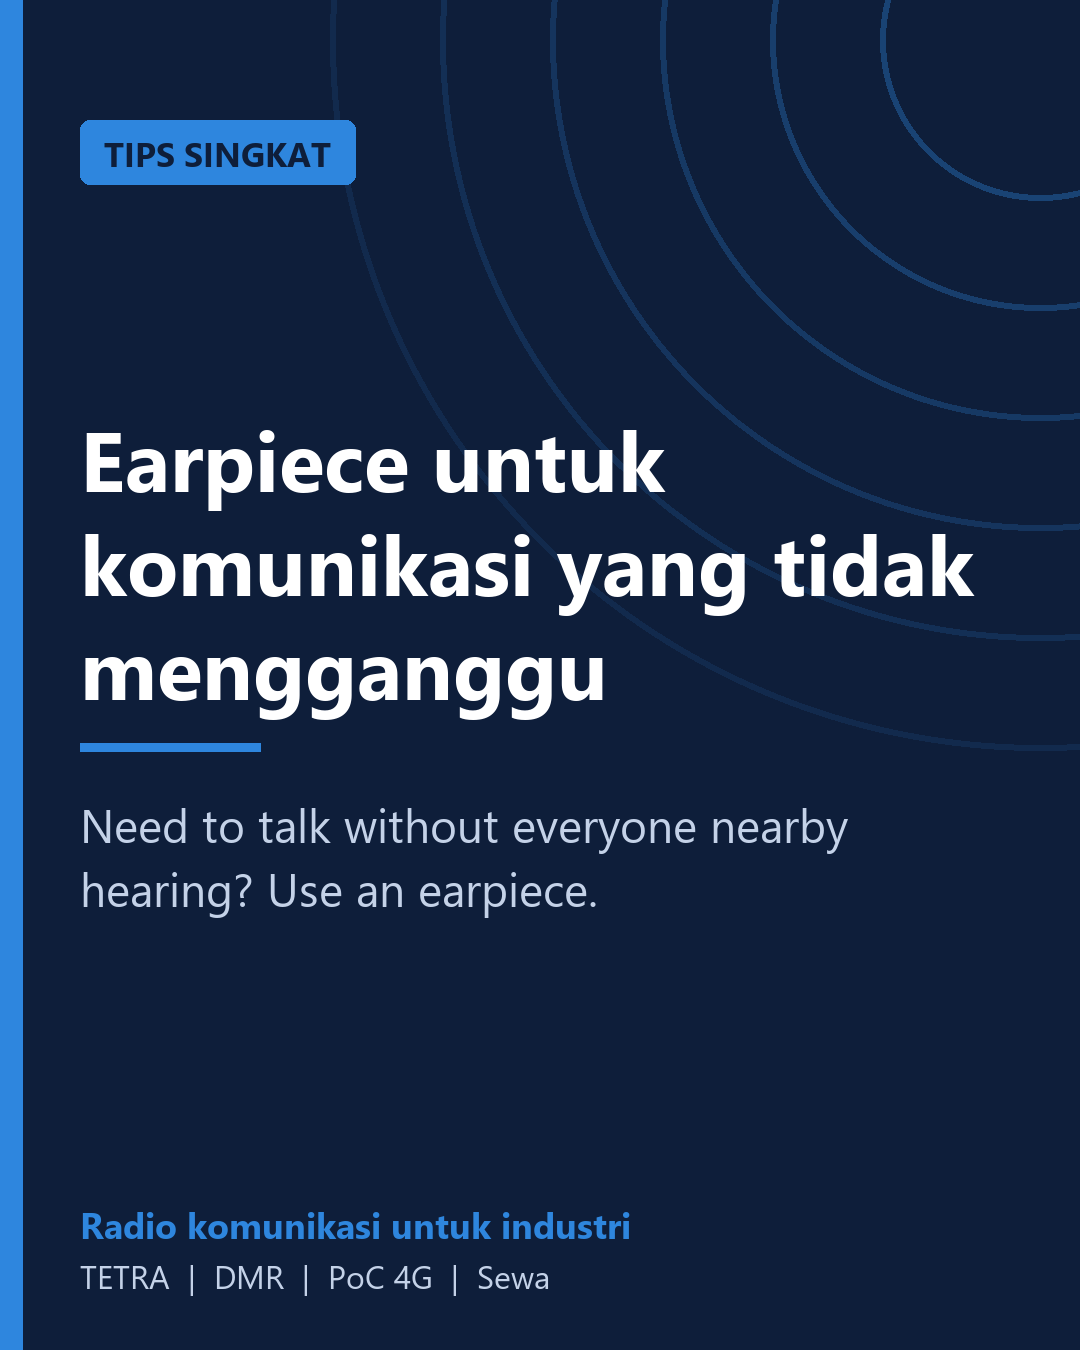 TIPS SINGKAT
Earpiece untuk
komunikasi yang tidak
mengganggu
Need to talk without everyone nearby
hearing? Use an earpiece.
Radio komunikasi untuk industri
TETRA | DMR | PoC 4G | Sewa